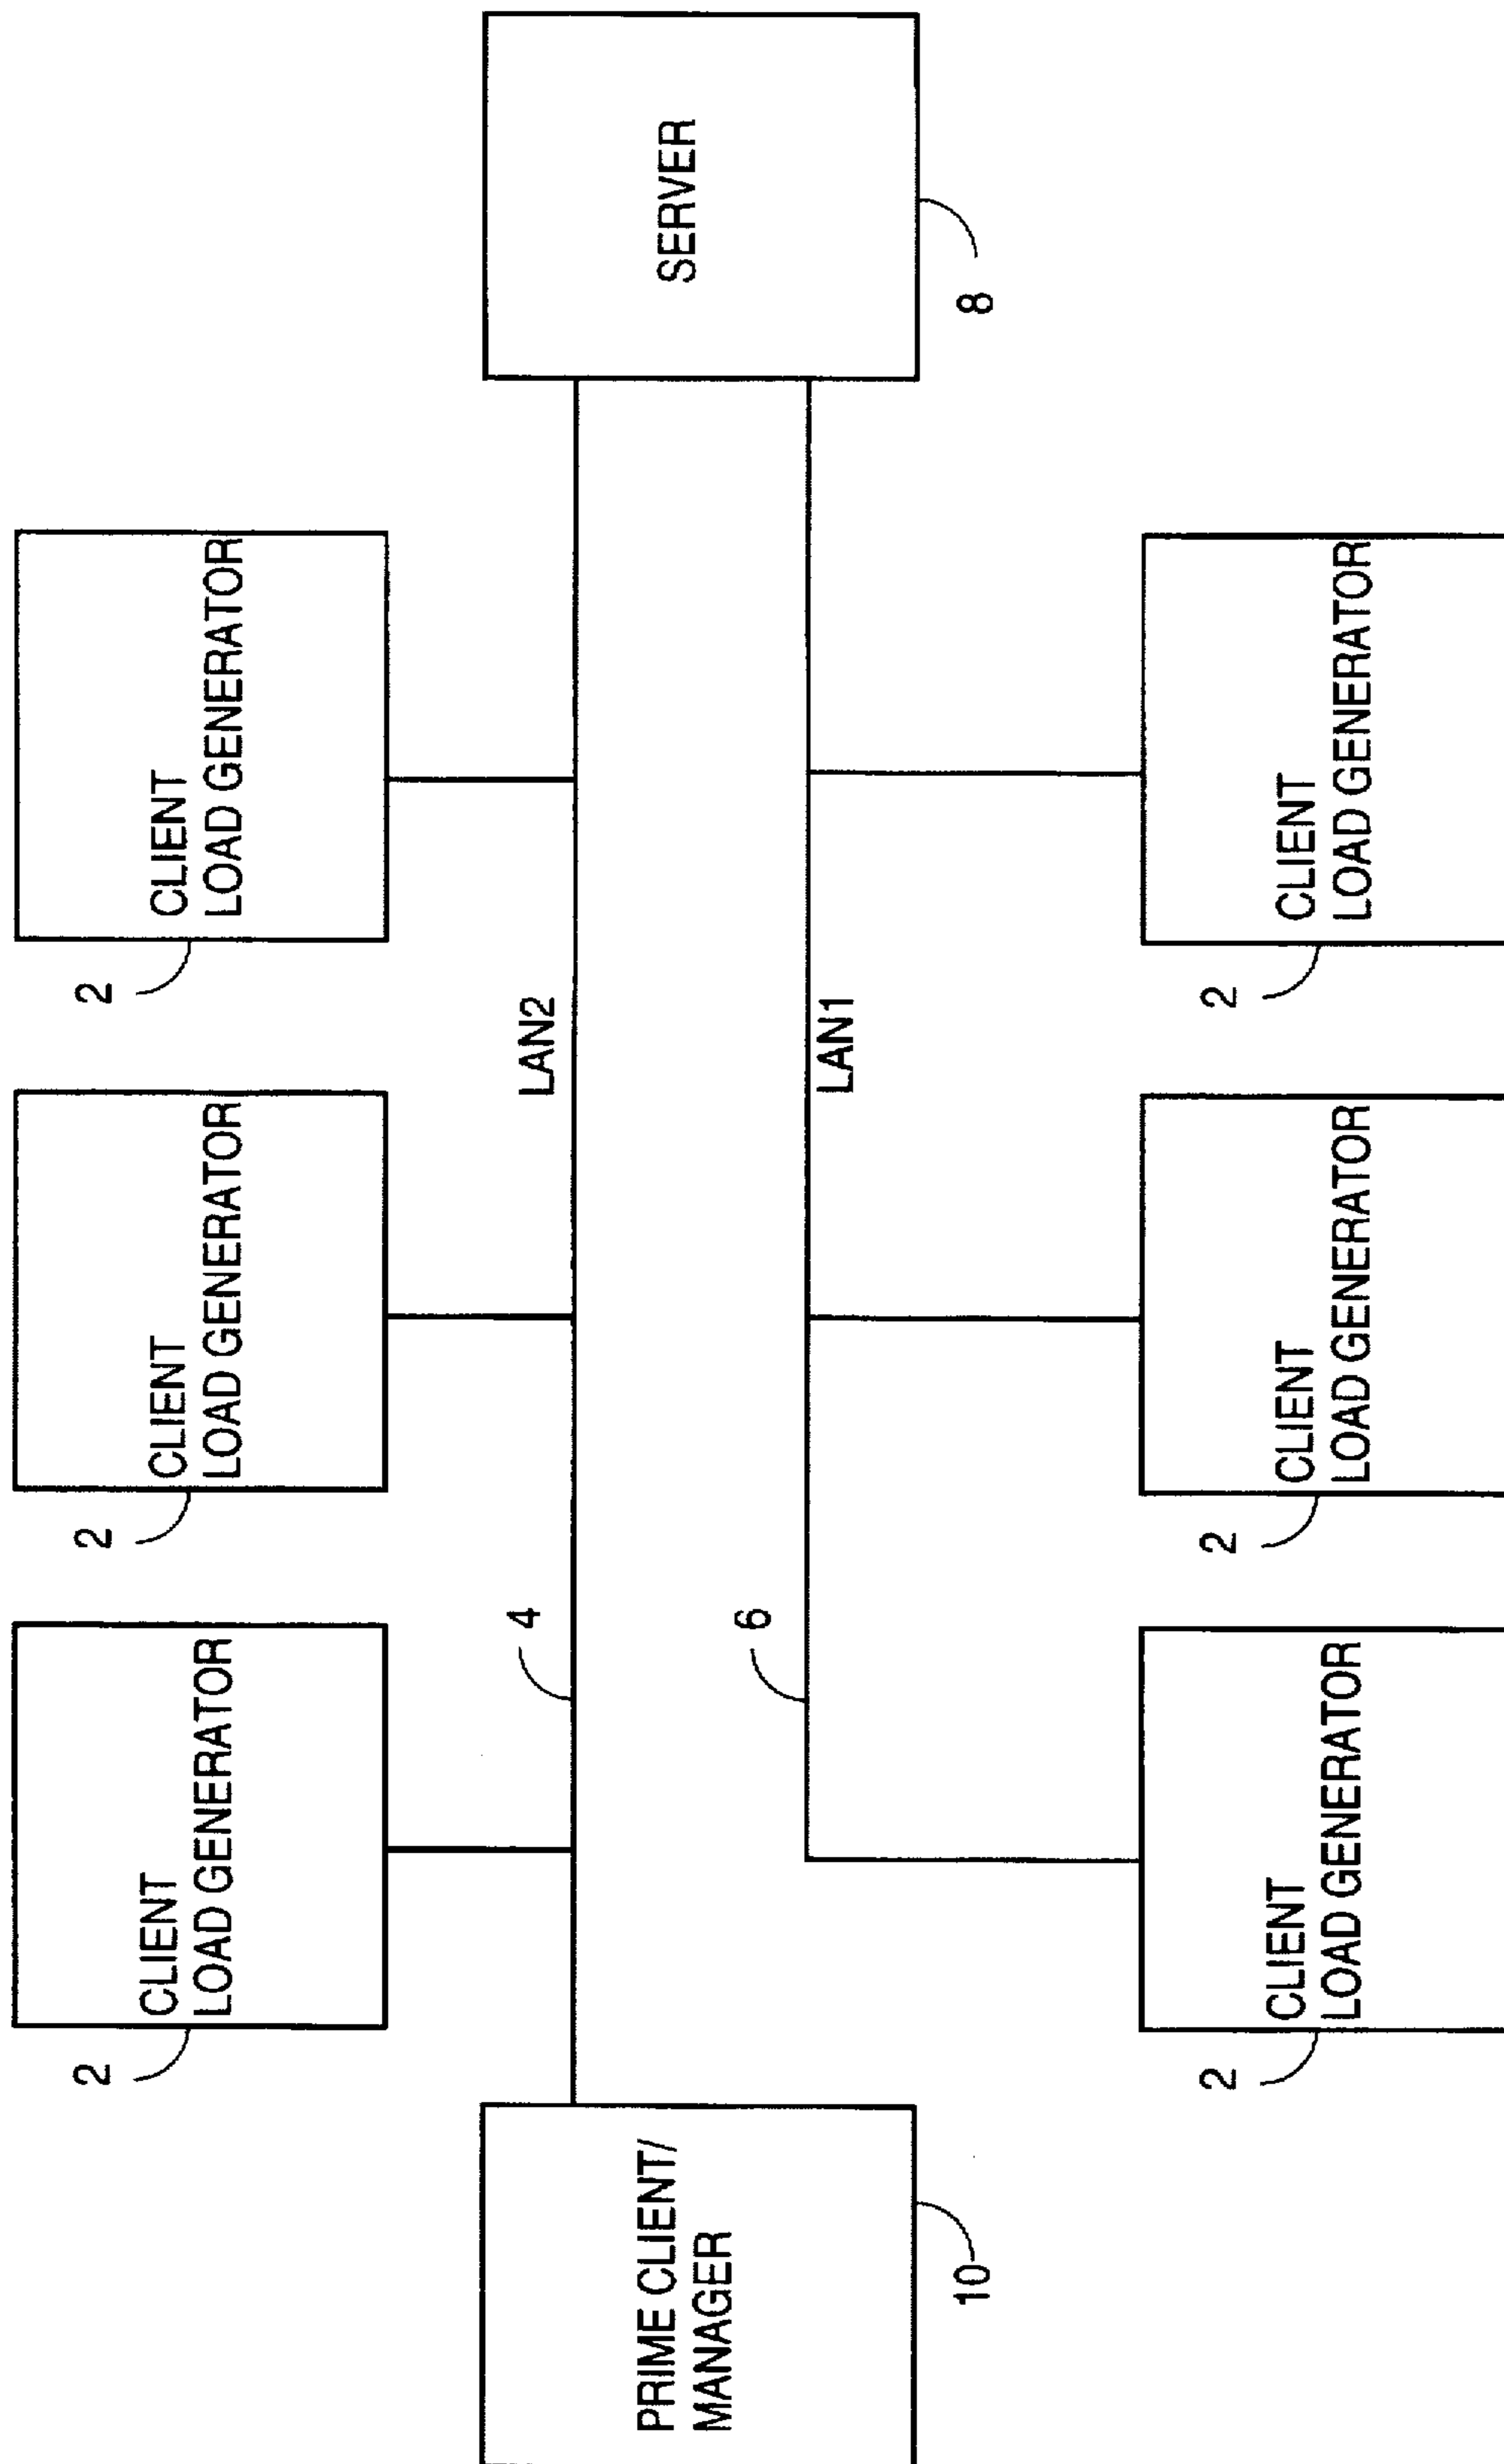 CLIENT
LOAD GENERATOR
2
CLIENT
LOAD GENERATOR
2
CLIENT
LOAD GENERATOR
2
PRIME CLIENT/
MANAGER
10
4
LAN2
6
LAN1
SERVER
8
CLIENT
LOAD GENERATOR
2
CLIENT
LOAD GENERATOR
2
CLIENT
LOAD GENERATOR
2